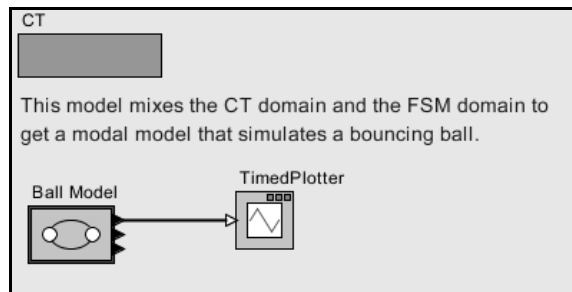 CT
This model mixes the CT domain and the FSM domain to
get a modal model that simulates a bouncing ball.
TimedPlotter
Ball Model